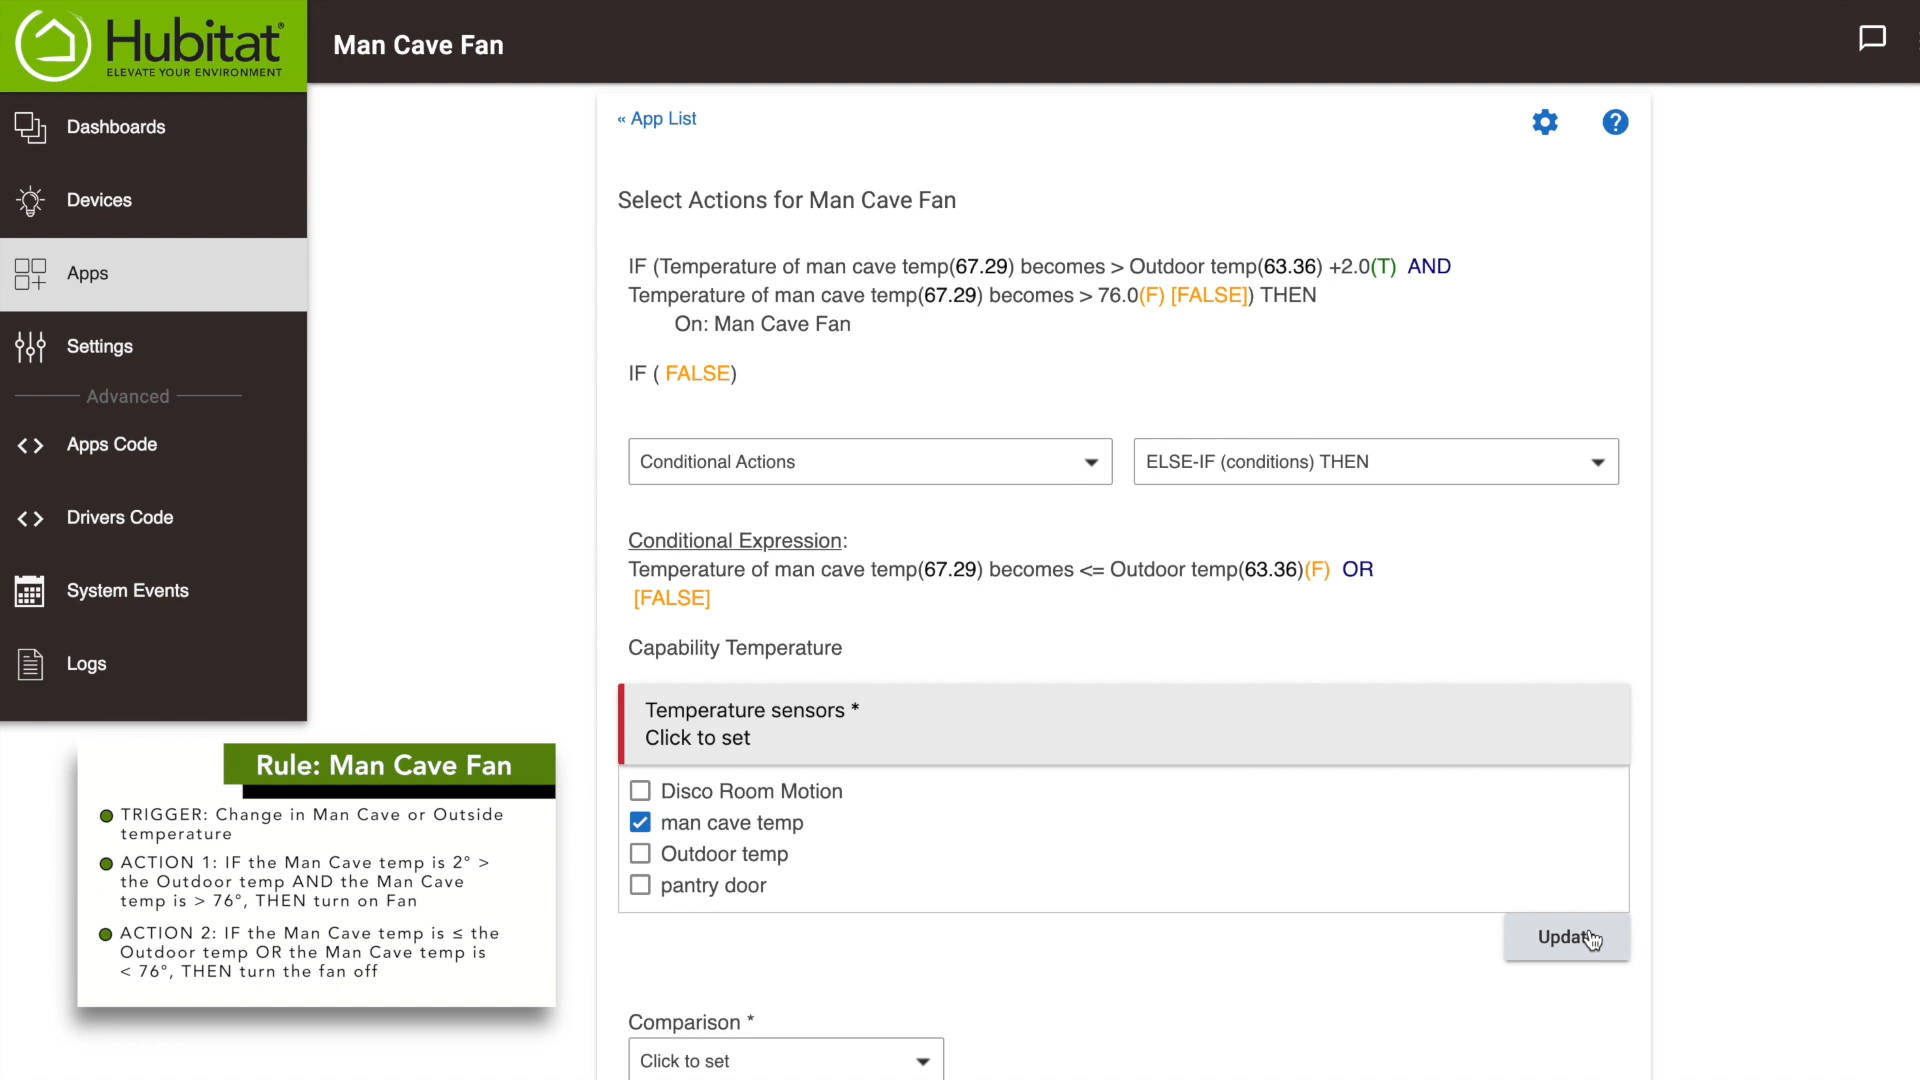 Hubitat®
ELEVATE YOUR ENVIRONMENT
Man Cave Fan
Dashboards
Devices
Apps
Settings
Advanced
Apps Code
Drivers Code
System Events
Logs
« App List
?
Select Actions for Man Cave Fan
IF (Temperature of man cave temp(67.29) becomes > Outdoor temp(63.36) +2.0(T) AND
Temperature of man cave temp(67.29) becomes > 76.0(F) [FALSE]) THEN
On: Man Cave Fan
IF ( FALSE)
Conditional Actions
ELSE-IF (conditions) THEN
Conditional Expression:
Temperature of man cave temp(67.29) becomes <= Outdoor temp(63.36)(F) OR
[FALSE]
Capability Temperature
Temperature sensors *
Click to set
Disco Room Motion
man cave temp
Outdoor temp
pantry door
Comparison *
Click to set
Rule: Man Cave Fan
TRIGGER: Change in Man Cave or Outside
temperature
ACTION 1: IF the Man Cave temp is 2° >
the Outdoor temp AND the Man Cave
temp is > 76°, THEN turn on Fan
ACTION 2: IF the Man Cave temp is ≤ the
Outdoor temp OR the Man Cave temp is
< 76°, THEN turn the fan off